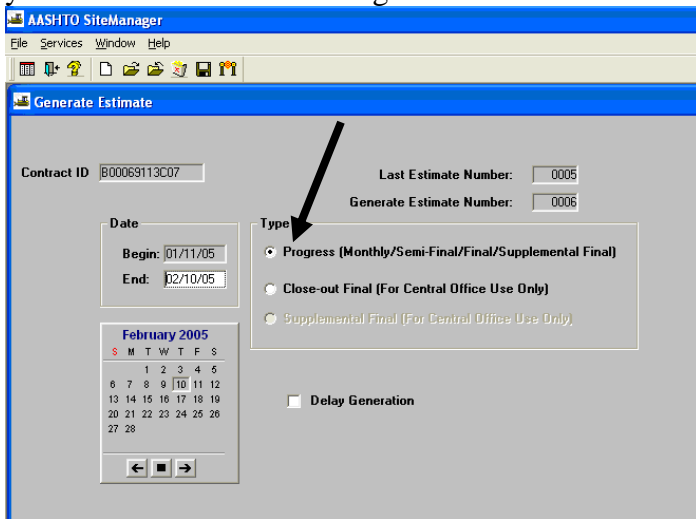 AASHTO SiteManager
File Services Window Help
Generate Estimate
Contract ID B00069113C07
Last Estimate Number: 0005
Generate Estimate Number: 0006
Date
Begin: 01/11/05
End: 02/10/05
Type
Progress (Monthly/Semi-Final/Final/Supplemental Final)
Close-out Final (For Central Office Use Only)
Supplemental Final (For Central Office Use Only)
February 2005
S M T W T F S
1 2 3 4 5
6 7 8 9 10 11 12
13 14 15 16 17 18 19
20 21 22 23 24 25 26
27 28
Delay Generation